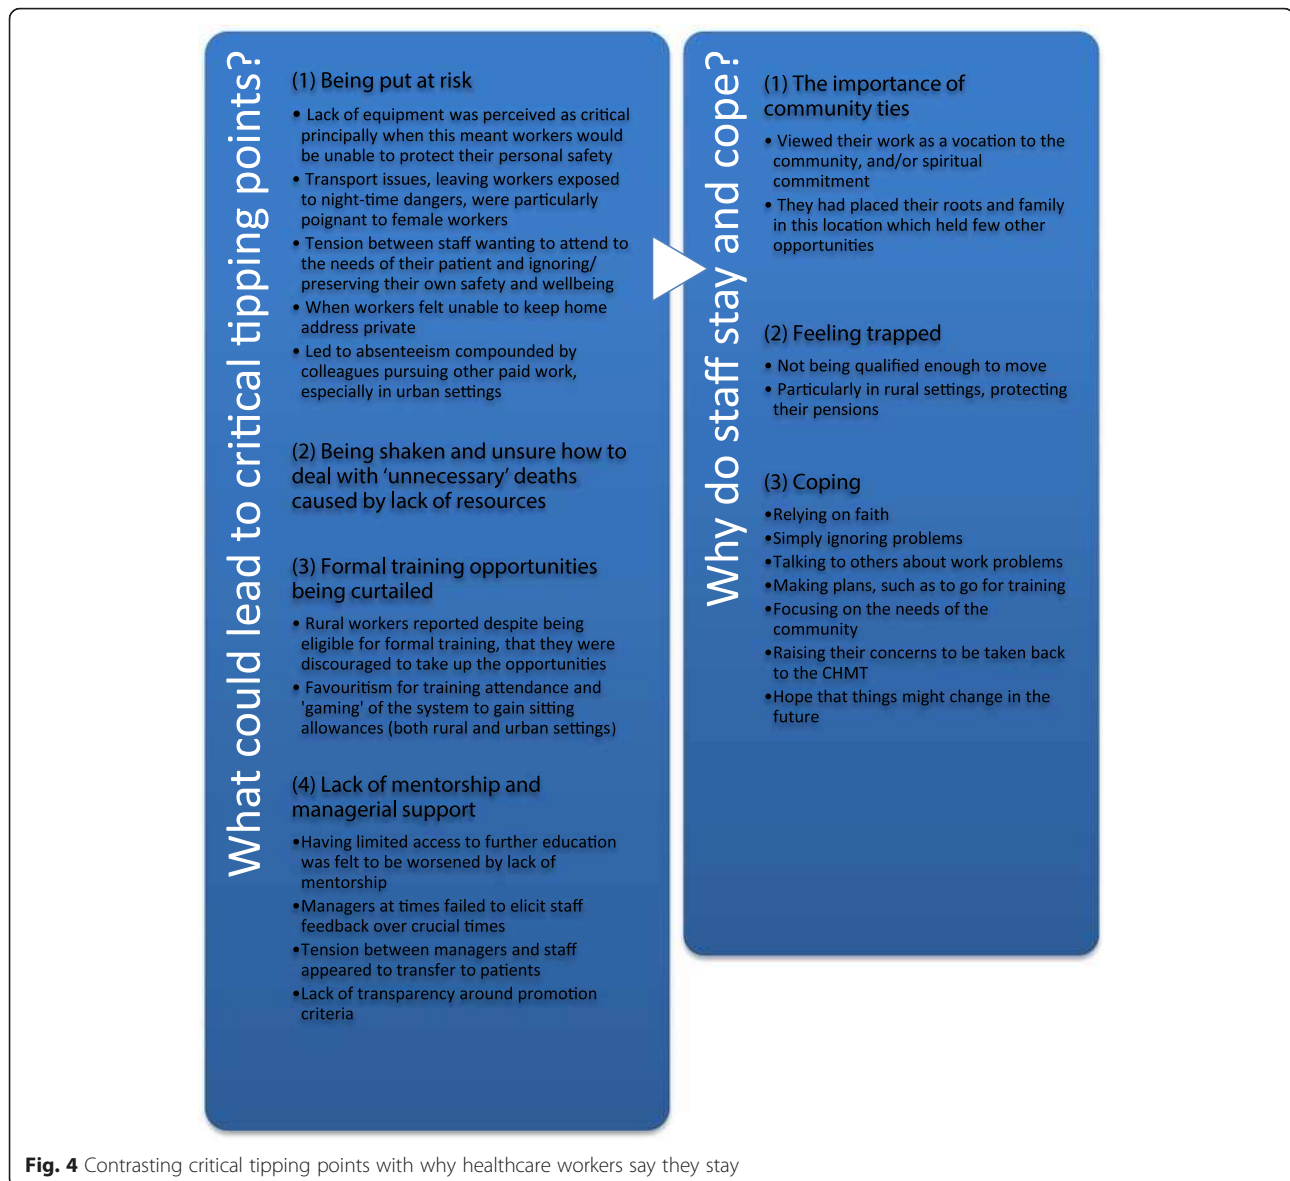 What could lead to critical tipping points?
(1) Being put at risk
• Lack of equipment was perceived as critical
principally when this meant workers would
be unable to protect their personal safety
• Transport issues, leaving workers exposed
to night-time dangers, were particularly
poignant to female workers
• Tension between staff wanting to attend to
the needs of their patient and ignoring/
preserving their own safety and wellbeing
• When workers felt unable to keep home
address private
• Led to absenteeism compounded by
colleagues pursuing other paid work,
especially in urban settings
(2) Being shaken and unsure how to
deal with ‘unnecessary’ deaths
caused by lack of resources
(3) Formal training opportunities
being curtailed
• Rural workers reported despite being
eligible for formal training, that they were
discouraged to take up the opportunities
• Favouritism for training attendance and
'gaming' of the system to gain sitting
allowances (both rural and urban settings)
(4) Lack of mentorship and
managerial support
•Having limited access to further education
was felt to be worsened by lack of
mentorship
•Managers at times failed to elicit staff
feedback over crucial times
•Tension between managers and staff
appeared to transfer to patients
•Lack of transparency around promotion
criteria
Why do staff stay and cope?
(1) The importance of
community ties
• Viewed their work as a vocation to the
community, and/or spiritual
commitment
• They had placed their roots and family
in this location which held few other
opportunities
(2) Feeling trapped
• Not being qualified enough to move
• Particularly in rural settings, protecting
their pensions
(3) Coping
•Relying on faith
•Simply ignoring problems
•Talking to others about work problems
•Making plans, such as to go for training
•Focusing on the needs of the
community
•Raising their concerns to be taken back
to the CHMT
•Hope that things might change in the
future
Fig. 4 Contrasting critical tipping points with why healthcare workers say they stay